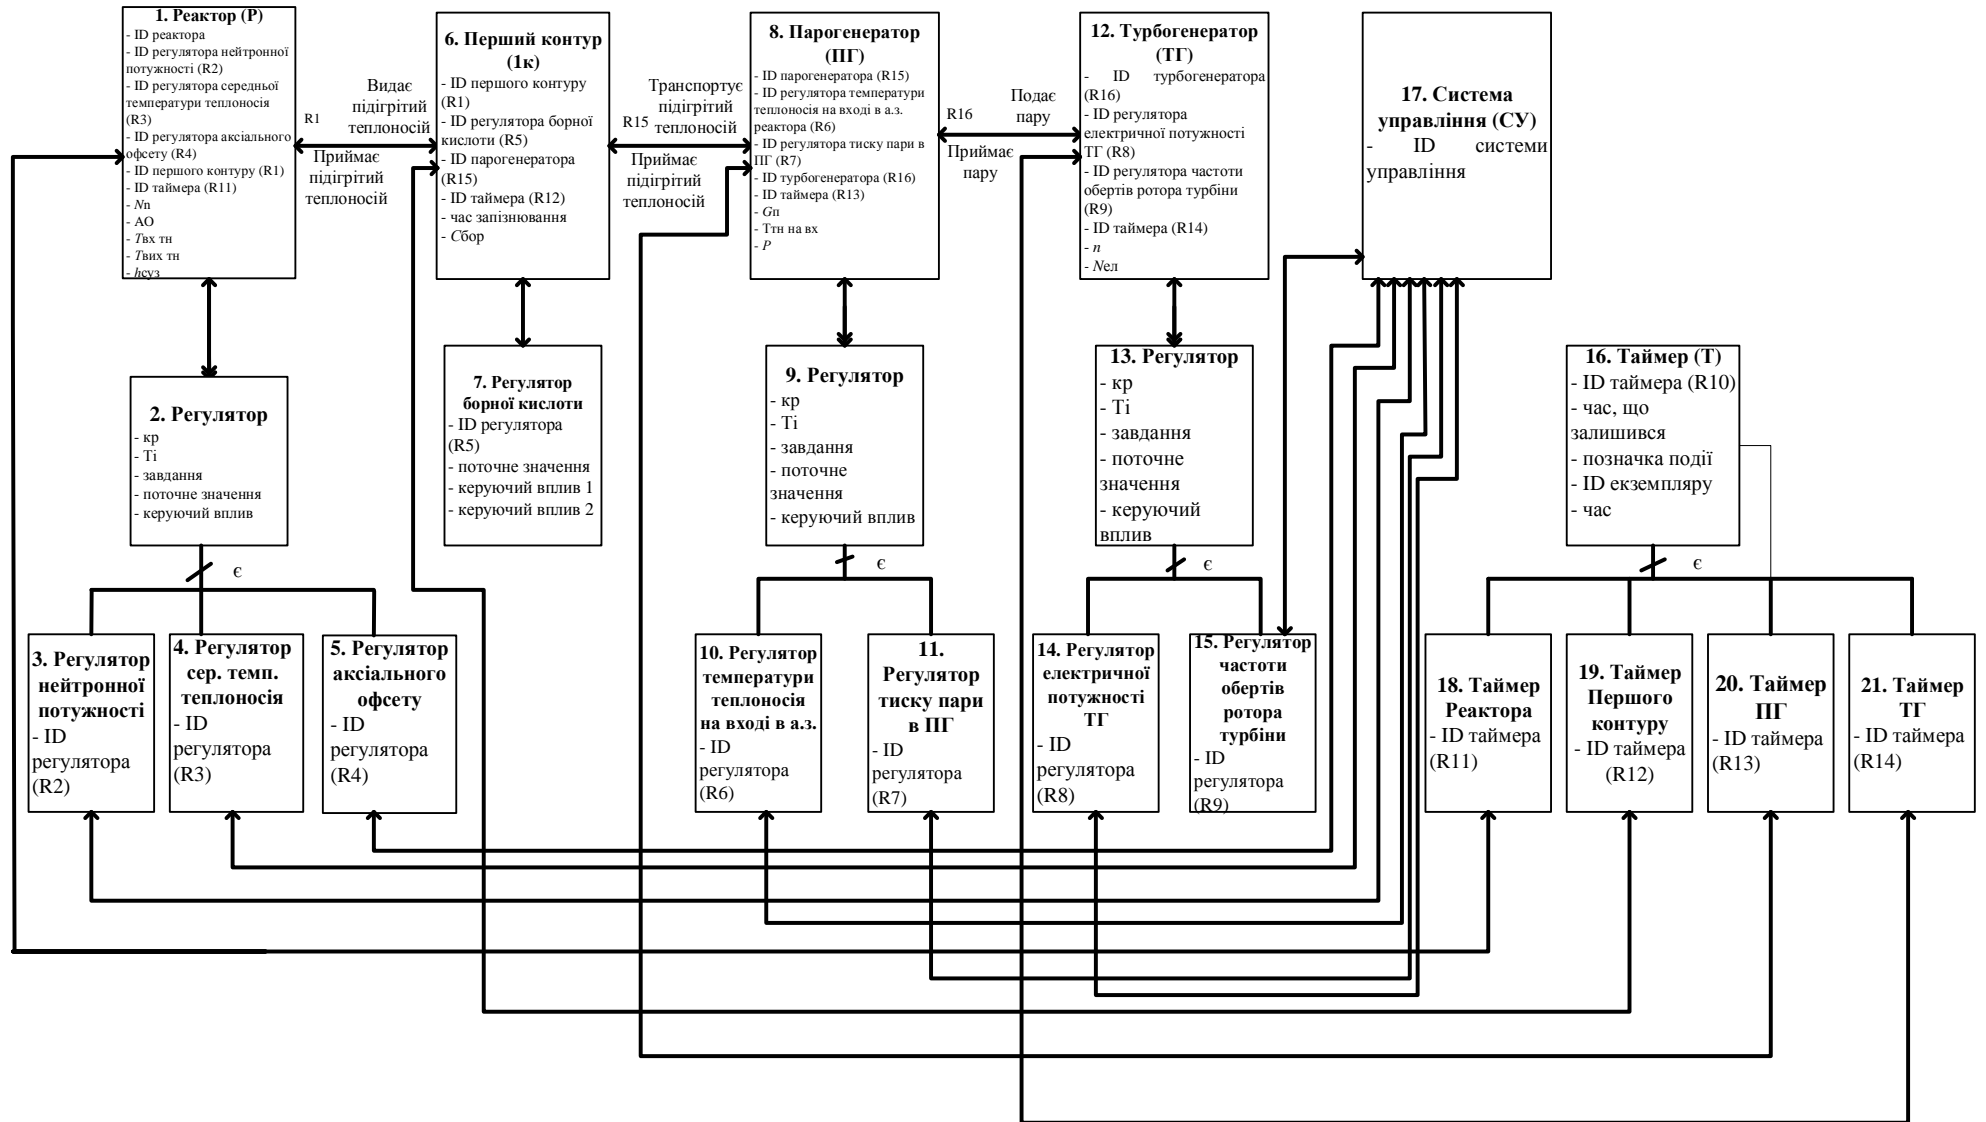 1. Реактор (Р)
- ID реактора
- ID регулятора нейтронної
потужності (R2)
- ID регулятора середньої
температури теплоносія
(R3)
- ID регулятора аксіального
офсету (R4)
- ID першого контуру (R1)
- ID таймера (R11)
- Nп
- АО
- Твх тн
- Твих тн
- hсуз
R1
Видає
підігрітий
теплоносій
Приймає
підігрітий
теплоносій
6. Перший контур
(1к)
- ID першого контуру
(R1)
- ID регулятора борної
кислоти (R5)
- ID парогенератора
(R15)
- ID таймера (R12)
- час запізнювання
- Cбор
R15
Транспортує
підігрітий
теплоносій
Приймає
підігрітий
теплоносій
8. Парогенератор
(ПГ)
- ID парогенератора (R15)
- ID регулятора температури
теплоносія на вході в а.з.
реактора (R6)
- ID регулятора тиску пари в
ПГ (R7)
- ID турбогенератора (R16)
- ID таймера (R13)
- Gп
- Ттн на вх
- P
R16
Подає
пару
Приймає
пару
12. Турбогенератор
(ТГ)
- ID турбогенератора
(R16)
- ID регулятора
електричної потужності
ТГ (R8)
- ID регулятора частоти
обертів ротора турбіни
(R9)
- ID таймера (R14)
- n
- Nел
17. Система
управління (СУ)
- ID системи
управління
2. Регулятор
- кр
- Ті
- завдання
- поточне значення
- керуючий вплив
7. Регулятор
борної кислоти
- ID регулятора
(R5)
- поточне значення
- керуючий вплив 1
- керуючий вплив 2
9. Регулятор
- кр
- Ті
- завдання
- поточне
значення
- керуючий вплив
13. Регулятор
- кр
- Ті
- завдання
- поточне
значення
- керуючий
вплив
16. Таймер (Т)
- ID таймера (R10)
- час, що
залишився
- позначка події
- ID екземпляру
- час
є
є
є
є
3. Регулятор
нейтронної
потужності
- ID
регулятора
(R2)
4. Регулятор
сер. темп.
теплоносія
- ID
регулятора
(R3)
5. Регулятор
аксіального
офсету
- ID
регулятора
(R4)
10. Регулятор
температури
теплоносія
на вході в а.з.
- ID
регулятора
(R6)
11.
Регулятор
тиску пари
в ПГ
- ID
регулятора
(R7)
14. Регулятор
електричної
потужності
ТГ
- ID
регулятора
(R8)
15. Регулятор
частоти
обертів
ротора
турбіни
- ID
регулятора
(R9)
18. Таймер
Реактора
- ID таймера
(R11)
19. Таймер
Першого
контуру
- ID таймера
(R12)
20. Таймер
ПГ
- ID таймера
(R13)
21. Таймер
ТГ
- ID таймера
(R14)